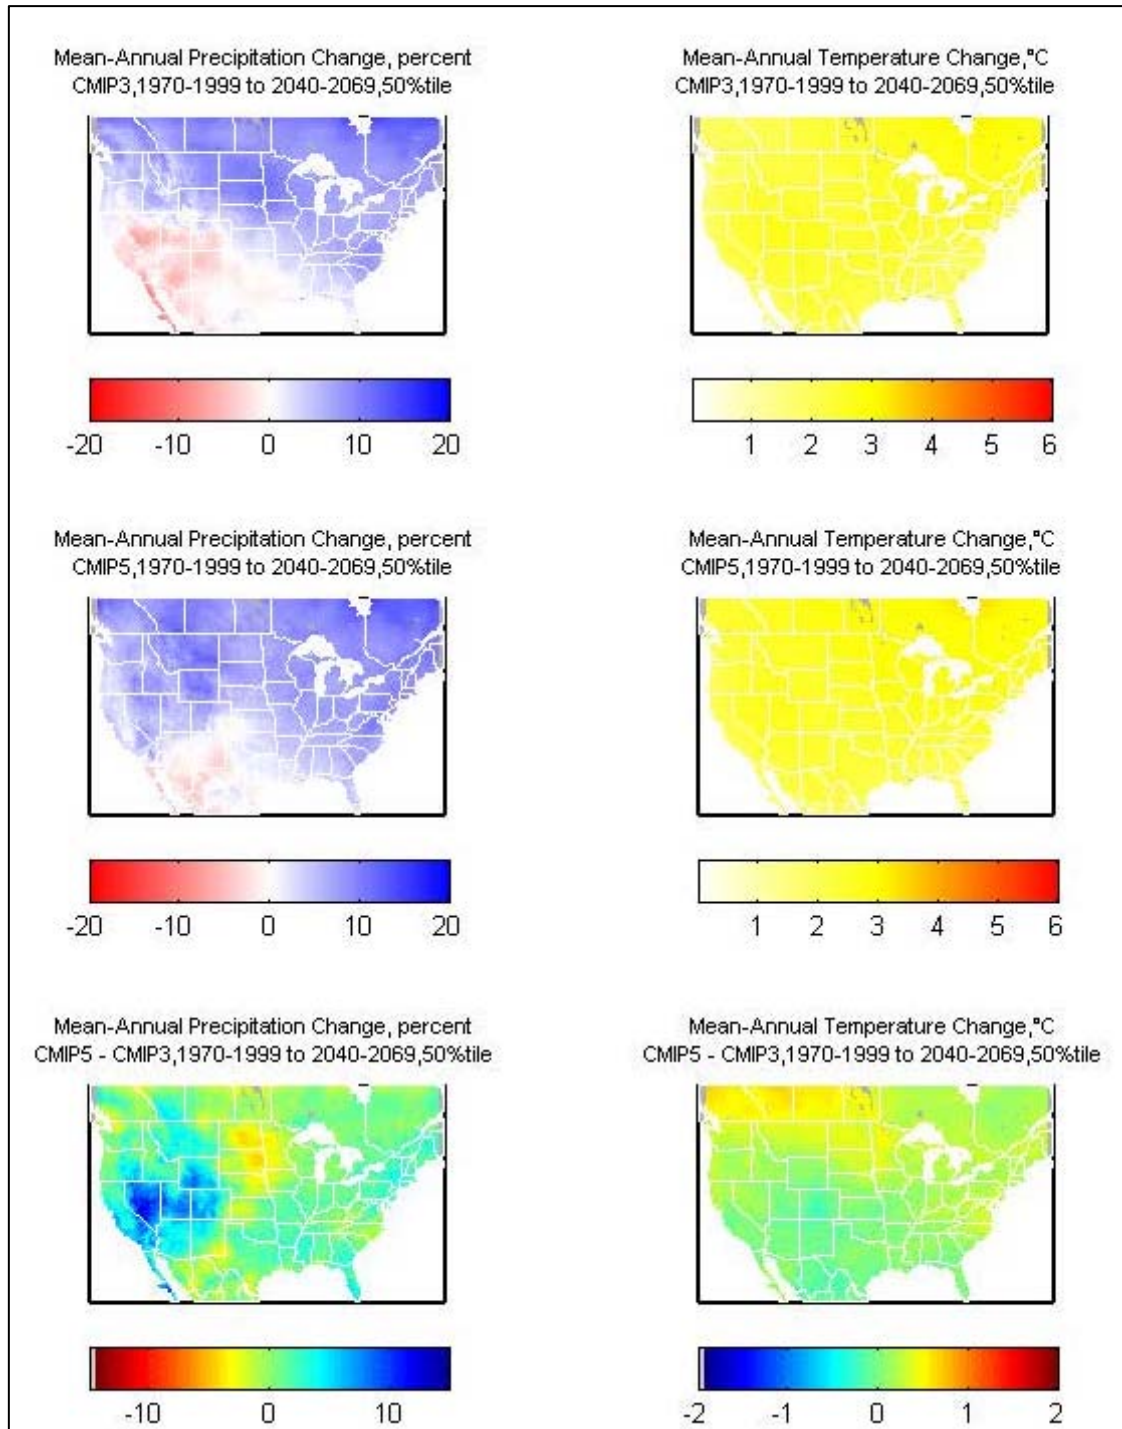 Mean-Annual Precipitation Change, percent
CMIP3,1970-1999 to 2040-2069,50%tile
-20 -10 0 10 20
Mean-Annual Temperature Change,°C
CMIP3,1970-1999 to 2040-2069,50%tile
1 2 3 4 5 6
Mean-Annual Precipitation Change, percent
CMIP5,1970-1999 to 2040-2069,50%tile
-20 -10 0 10 20
Mean-Annual Temperature Change,°C
CMIP5,1970-1999 to 2040-2069,50%tile
1 2 3 4 5 6
Mean-Annual Precipitation Change, percent
CMIP5 - CMIP3,1970-1999 to 2040-2069,50%tile
-10 0 10
Mean-Annual Temperature Change,°C
CMIP5 - CMIP3,1970-1999 to 2040-2069,50%tile
-2 -1 0 1 2